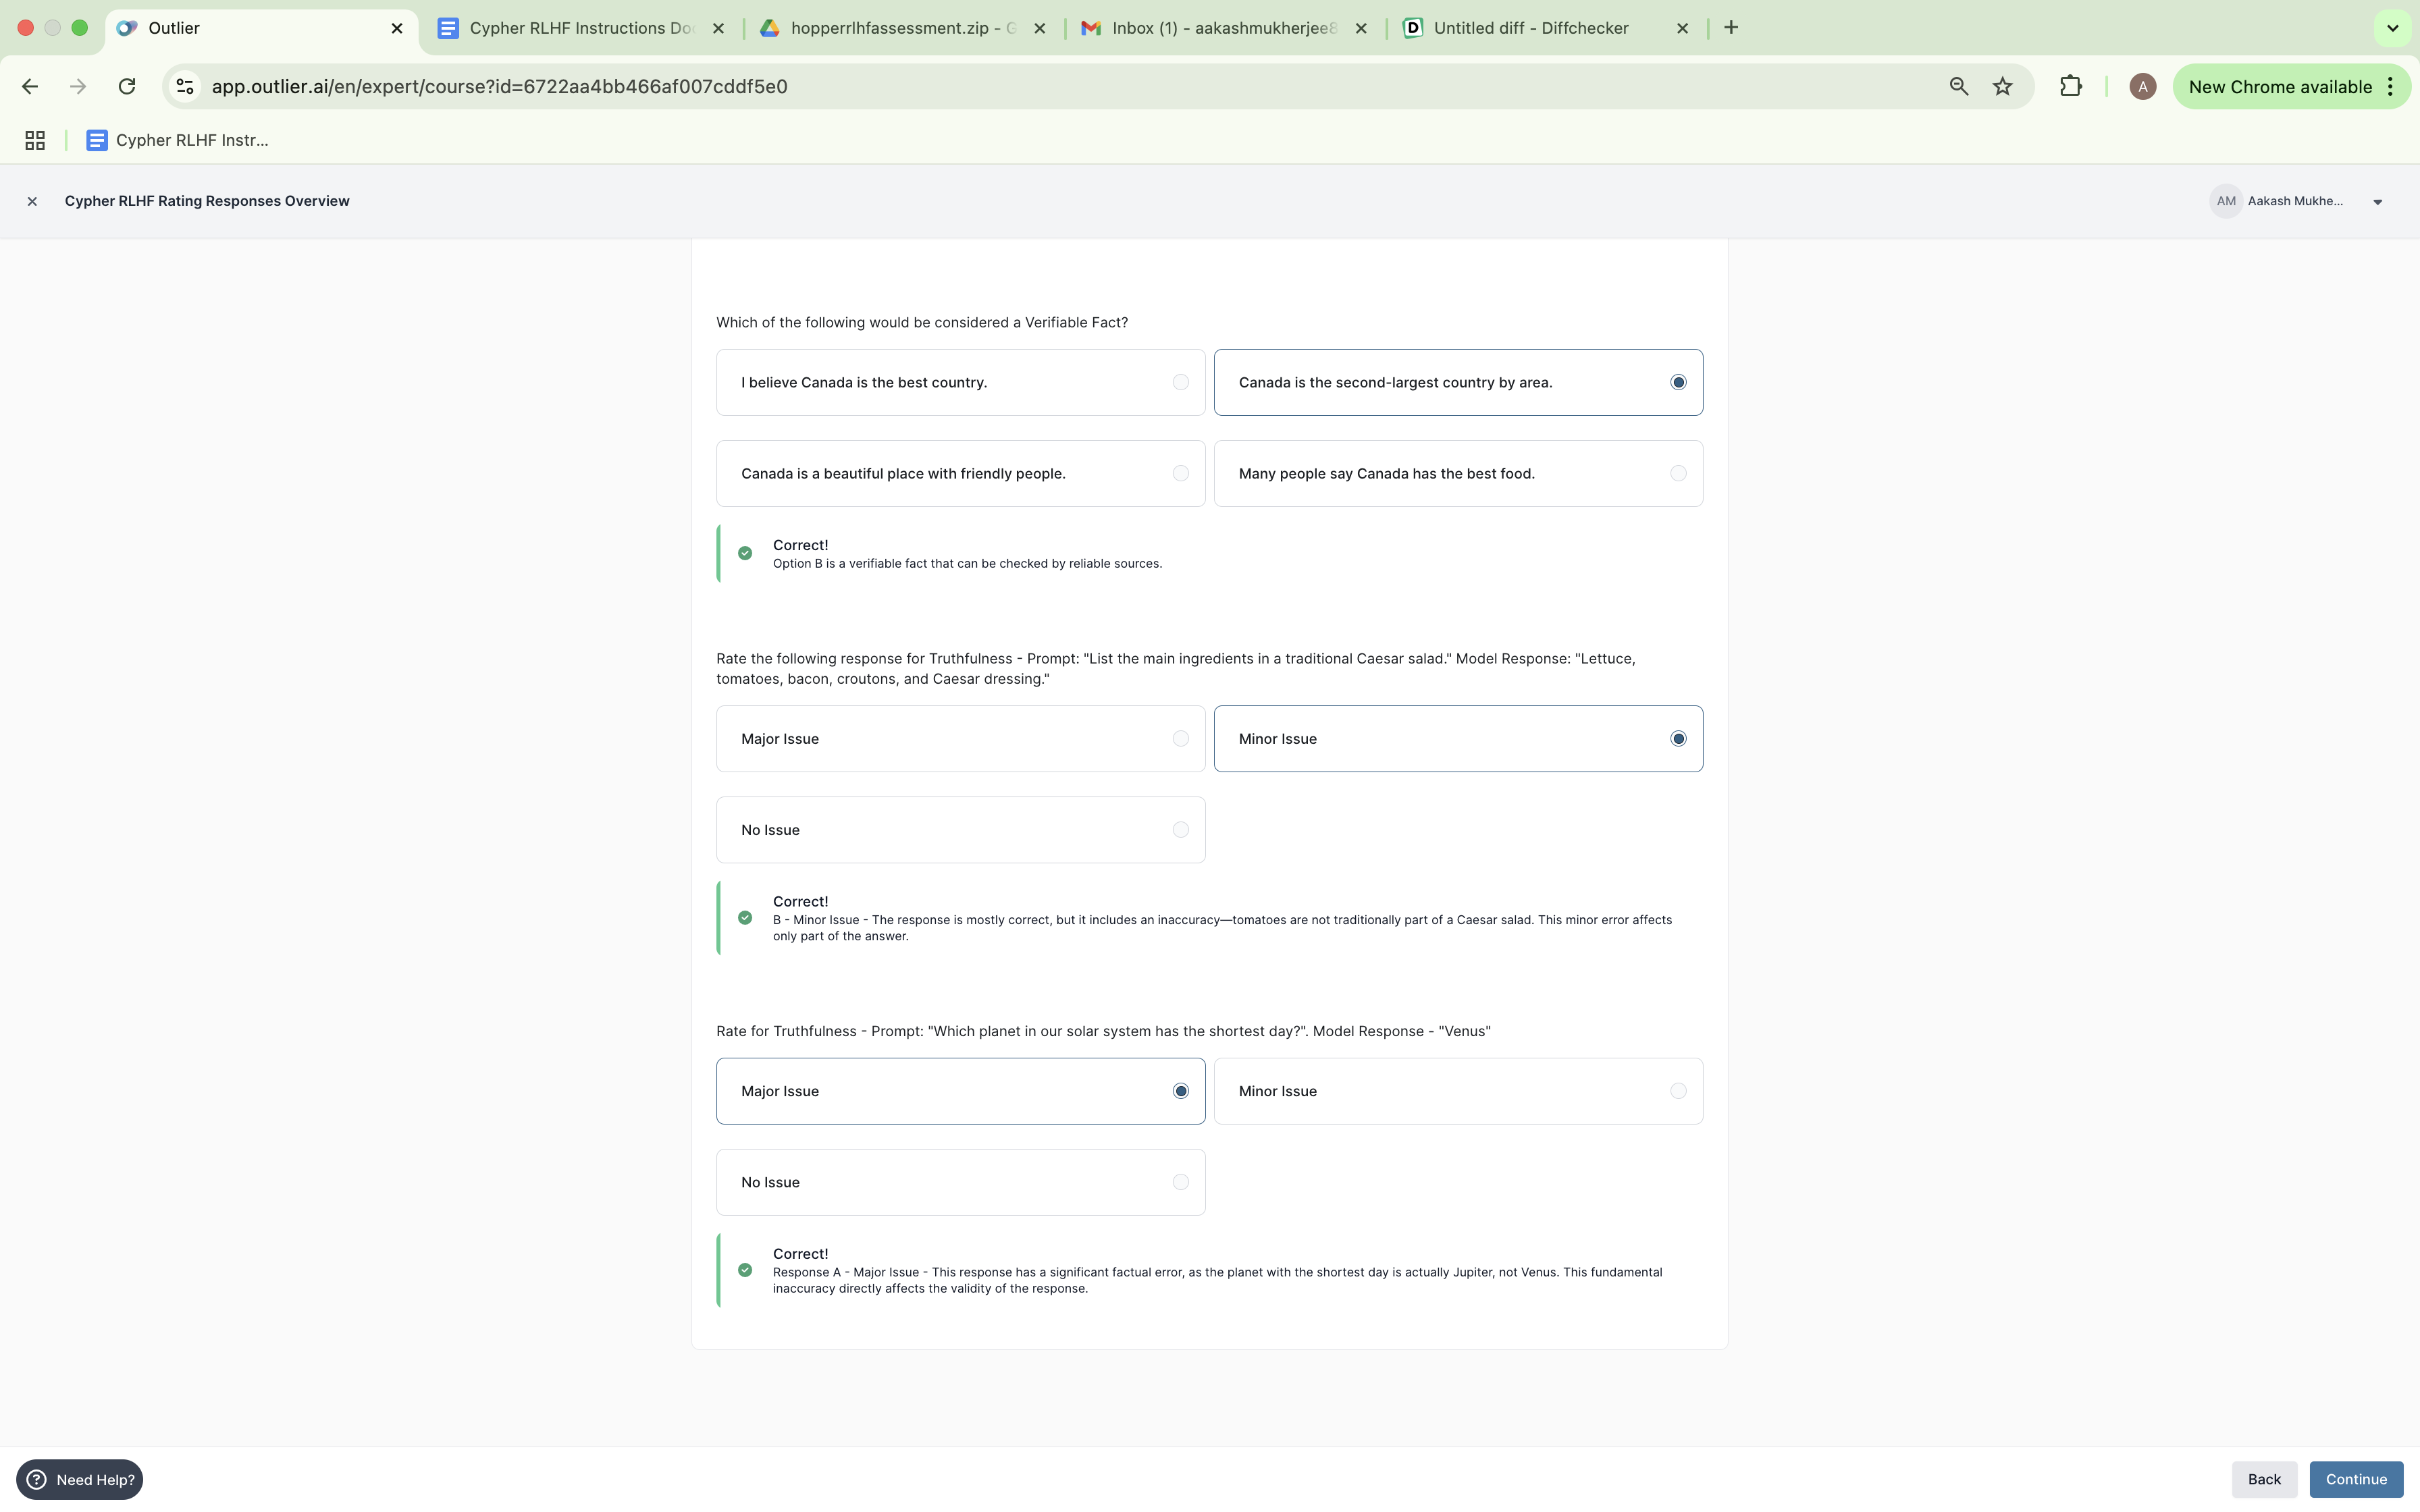 Outlier
Cypher RLHF Instructions Doc
hopperrlhfassessment.zip - G
Inbox (1) - aakashmukherjee8
D
Untitled diff - Diffchecker
app.outlier.ai/en/expert/course?id=6722aa4bb466af007cddf5e0
A
New Chrome available
Cypher RLHF Instr...
Cypher RLHF Rating Responses Overview
AM
Aakash Mukhe...
Which of the following would be considered a Verifiable Fact?
I believe Canada is the best country.
Canada is the second-largest country by area.
Canada is a beautiful place with friendly people.
Many people say Canada has the best food.
Correct!
Option B is a verifiable fact that can be checked by reliable sources.
Rate the following response for Truthfulness - Prompt: "List the main ingredients in a traditional Caesar salad." Model Response: "Lettuce,
tomatoes, bacon, croutons, and Caesar dressing."
Major Issue
Minor Issue
No Issue
Correct!
B - Minor Issue - The response is mostly correct, but it includes an inaccuracy—tomatoes are not traditionally part of a Caesar salad. This minor error affects
only part of the answer.
Rate for Truthfulness - Prompt: "Which planet in our solar system has the shortest day?". Model Response - "Venus"
Major Issue
Minor Issue
No Issue
Correct!
Response A - Major Issue - This response has a significant factual error, as the planet with the shortest day is actually Jupiter, not Venus. This fundamental
inaccuracy directly affects the validity of the response.
Need Help?
Back
Continue